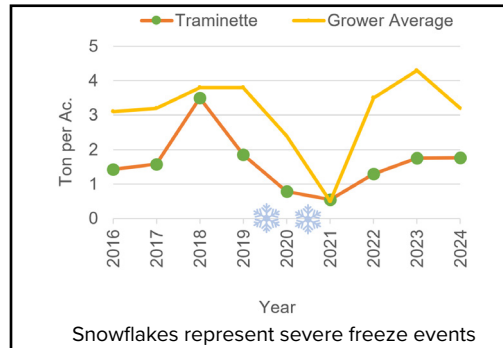 Traminette Grower Average
5
4
3
2
1
0
Ton per Ac.
2016 2017 2018 2019 2020 2021 2022 2023 2024
Year
Snowflakes represent severe freeze events